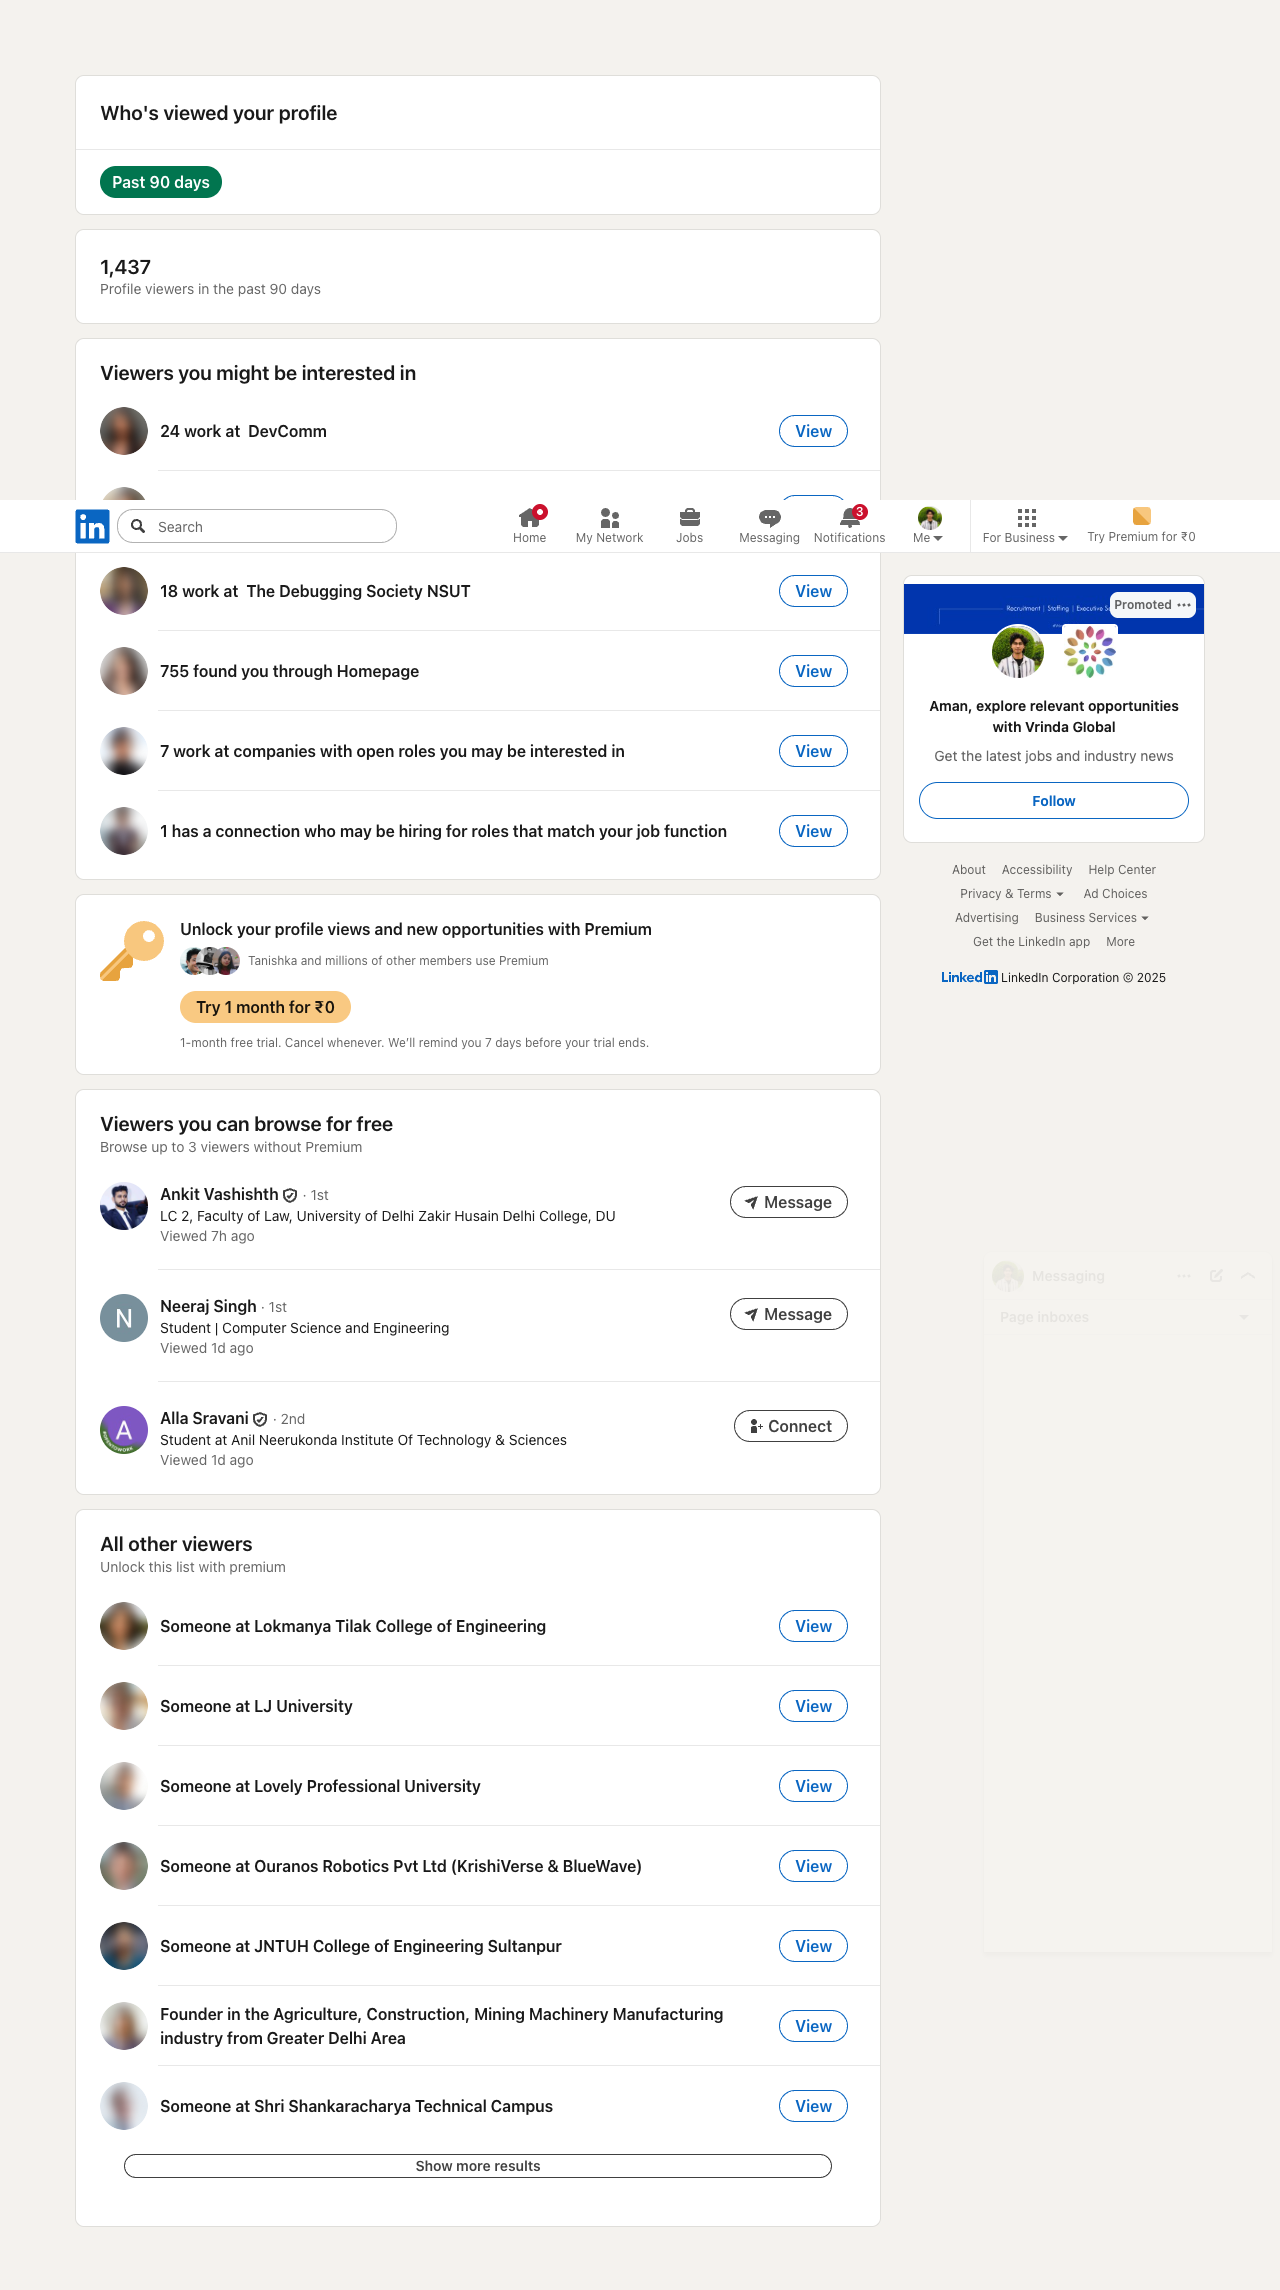 Who's viewed your profile
Past 90 days
1,437
Profile viewers in the past 90 days
Viewers you might be interested in
24 work at DevComm
View
in
Search
Home
My Network
Jobs
Messaging
3
Notifications
Me
For Business
Try Premium for ₹0
18 work at The Debugging Society NSUT
View
755 found you through Homepage
View
7 work at companies with open roles you may be interested in
View
1 has a connection who may be hiring for roles that match your job function
View
Recruitment | Staffing | Executive
Promoted
Aman, explore relevant opportunities
with Vrinda Global
Get the latest jobs and industry news
Follow
About Accessibility Help Center
Privacy & Terms Ad Choices
Advertising Business Services
Get the LinkedIn app More
Linked in LinkedIn Corporation © 2025
Unlock your profile views and new opportunities with Premium
Tanishka and millions of other members use Premium
Try 1 month for ₹0
1-month free trial. Cancel whenever. We'll remind you 7 days before your trial ends.
Viewers you can browse for free
Browse up to 3 viewers without Premium
Ankit Vashishth · 1st
LC 2, Faculty of Law, University of Delhi Zakir Husain Delhi College, DU
Viewed 7h ago
Message
N
Neeraj Singh · 1st
Student | Computer Science and Engineering
Viewed 1d ago
Message
A
Alla Sravani · 2nd
Student at Anil Neerukonda Institute Of Technology & Sciences
Viewed 1d ago
Connect
Messaging
Page inboxes
All other viewers
Unlock this list with premium
Someone at Lokmanya Tilak College of Engineering
View
Someone at LJ University
View
Someone at Lovely Professional University
View
Someone at Ouranos Robotics Pvt Ltd (KrishiVerse & BlueWave)
View
Someone at JNTUH College of Engineering Sultanpur
View
Founder in the Agriculture, Construction, Mining Machinery Manufacturing
industry from Greater Delhi Area
View
Someone at Shri Shankaracharya Technical Campus
View
Show more results